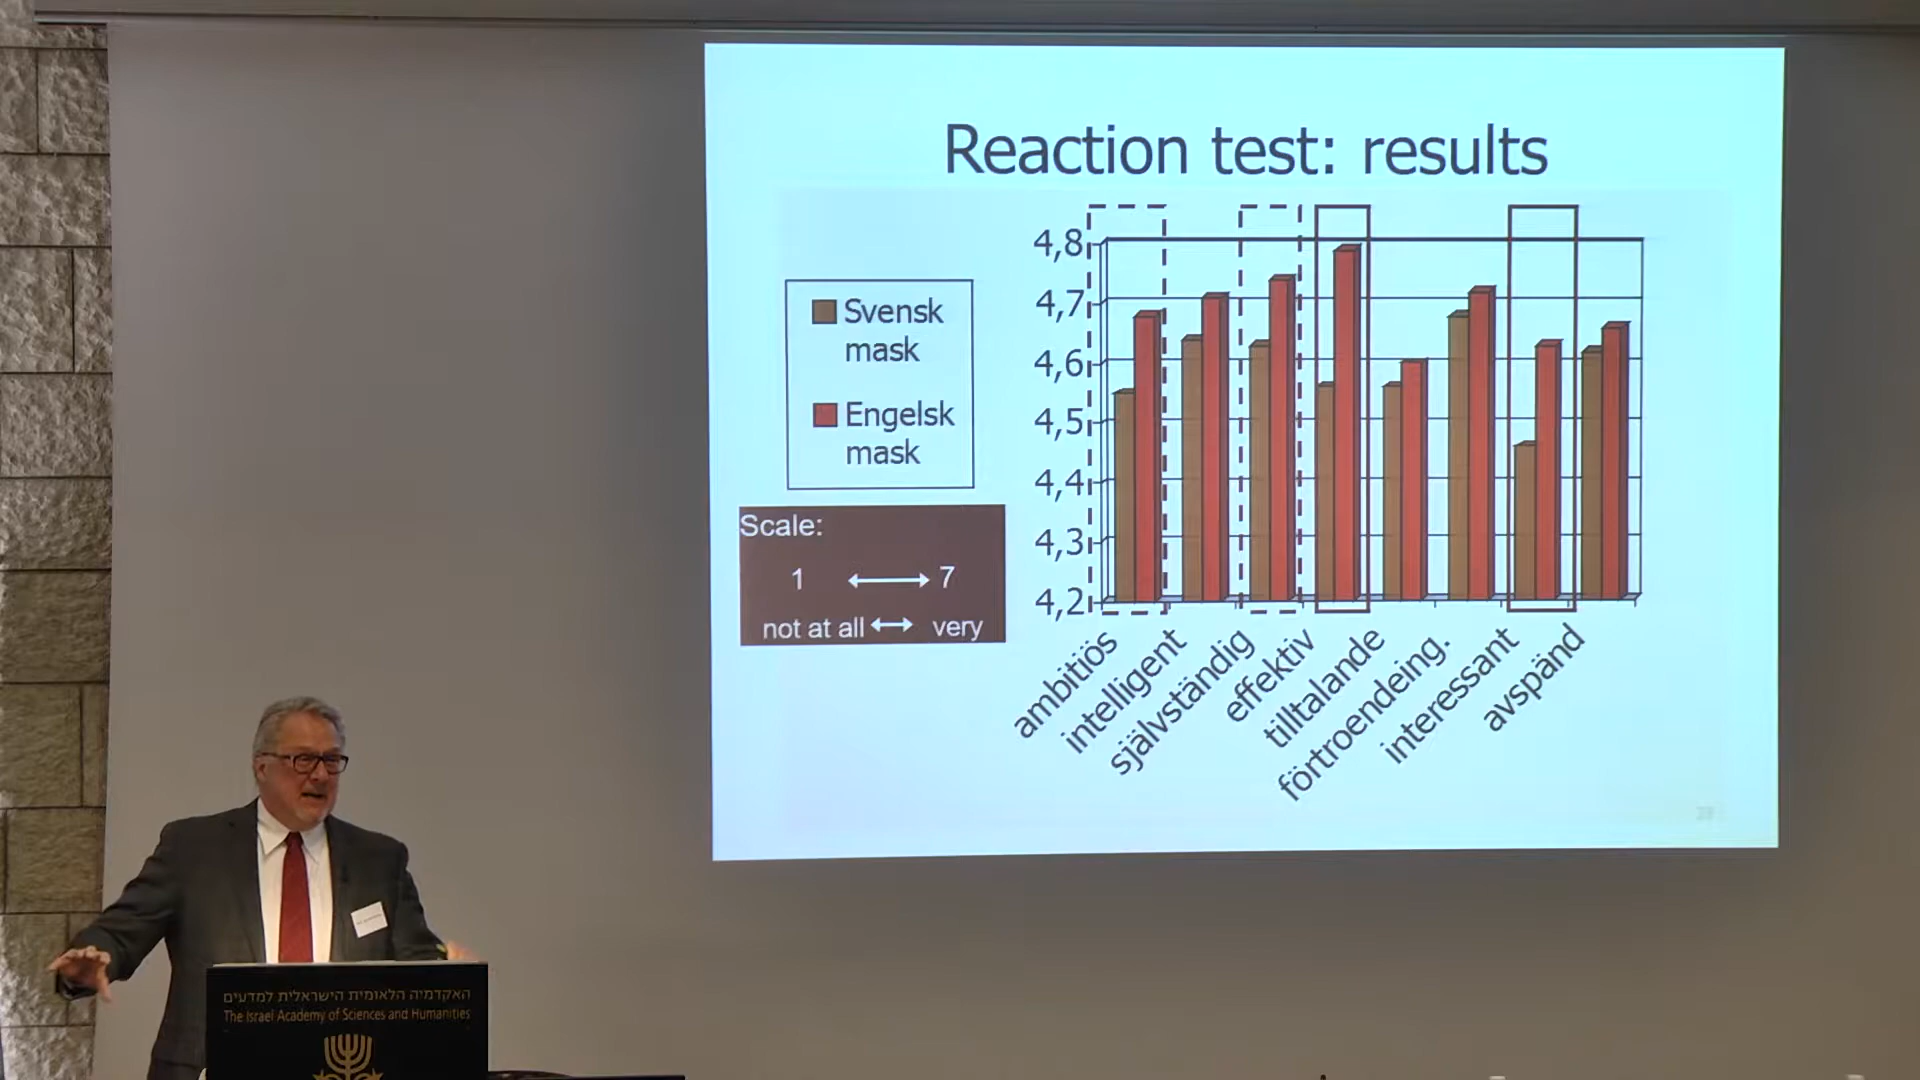 Reaction test: results
Svensk
mask
Engelsk
mask
Scale:
1 7
not at all very
4,8
4,7
4,6
4,5
4,4
4,3
4,2
ambitiös
intelligent
självständig
effektiv
tilltalande
förtroendeing.
interessant
avspänd
האקדמיה הלאומית הישראלית למדעים
The Israel Academy of Sciences and Humanities